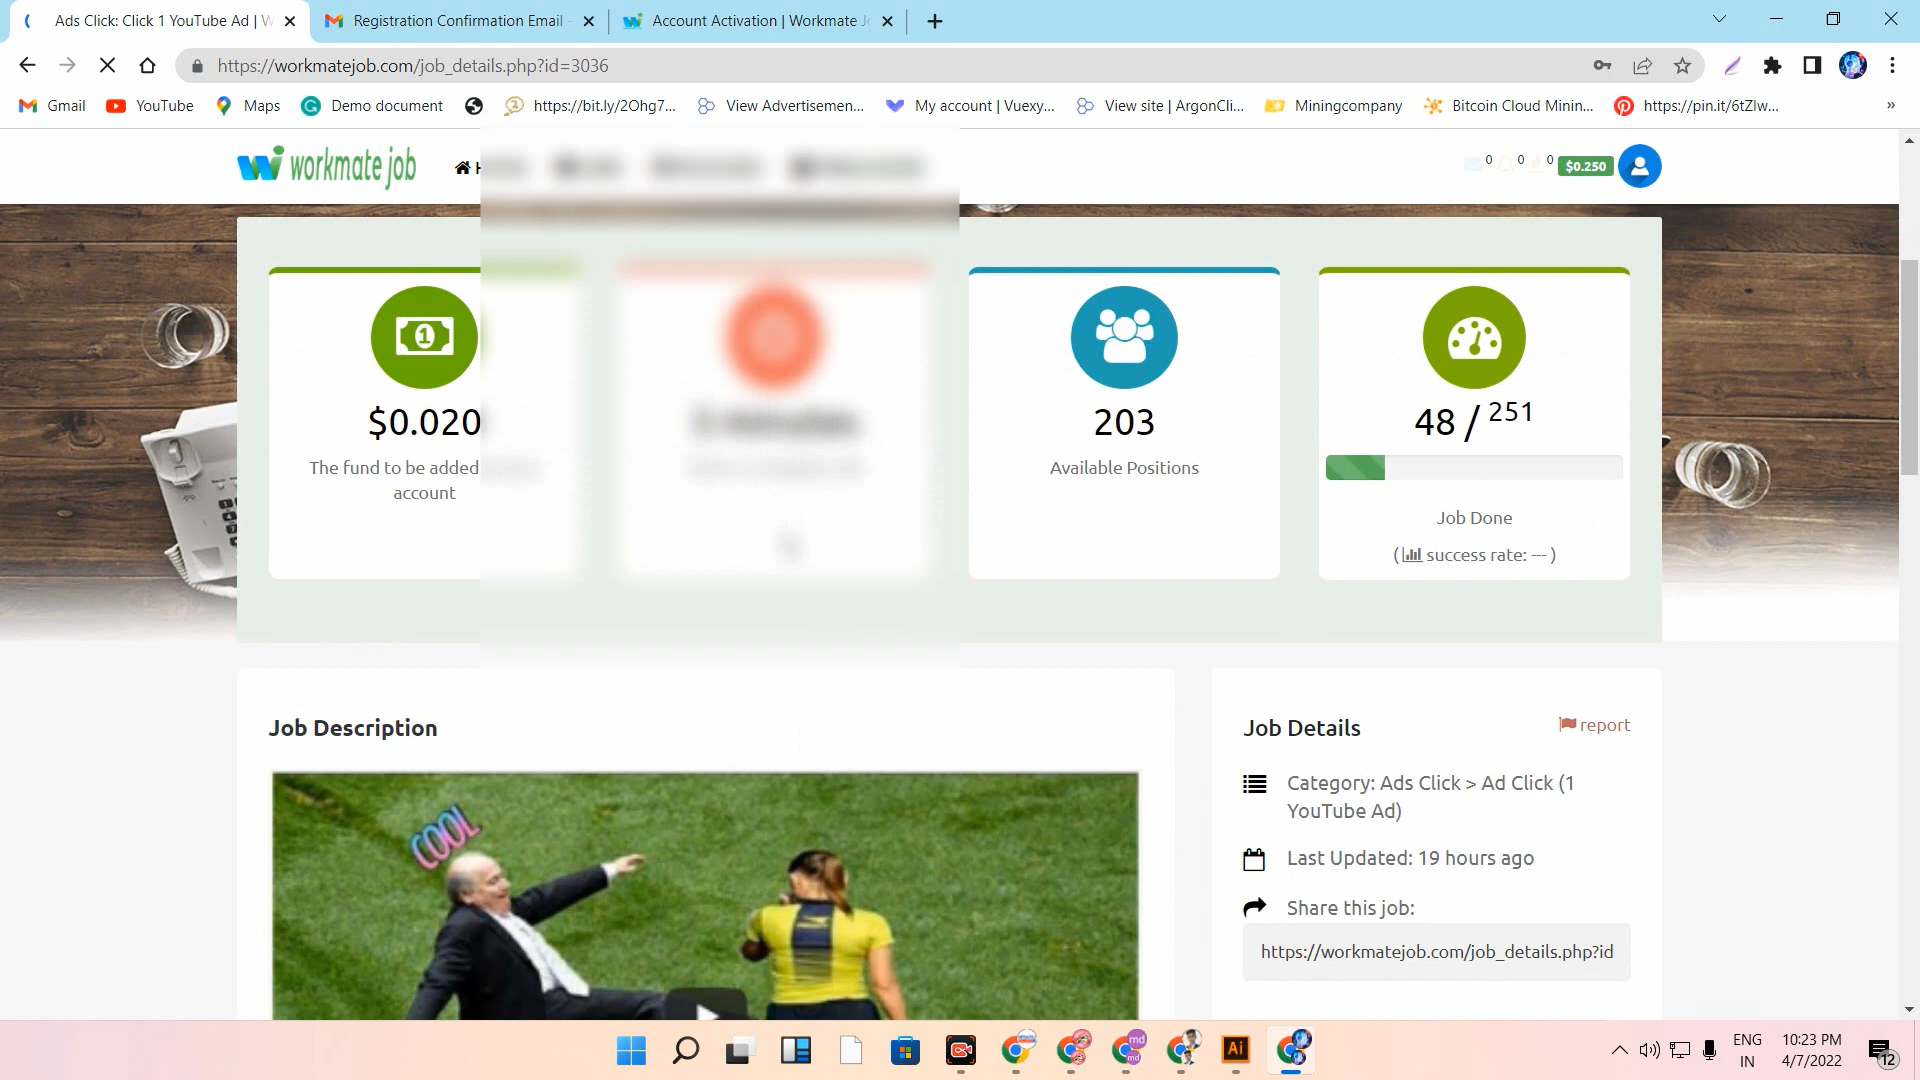 Ads Click: Click 1 YouTube Ad | W
Registration Confirmation Email
Account Activation | Workmate J
https://workmatejob.com/job_details.php?id=3036
Gmail
YouTube
Maps
Demo document
https://bit.ly/2Ohg7...
View Advertisemen...
My account | Vuexy...
View site | ArgonCli...
Miningcompany
Bitcoin Cloud Minin...
https://pin.it/6tZlw...
»
workmate job
0
0
0
$0.250
$0.020
The fund to be added
account
203
Available Positions
48 / 251
Job Done
( success rate: --- )
Job Description
COOL
Job Details
report
Category: Ads Click > Ad Click (1
YouTube Ad)
Last Updated: 19 hours ago
Share this job:
https://workmatejob.com/job_details.php?id
md
md
Ai
ENG
IN
10:23 PM
4/7/2022
12